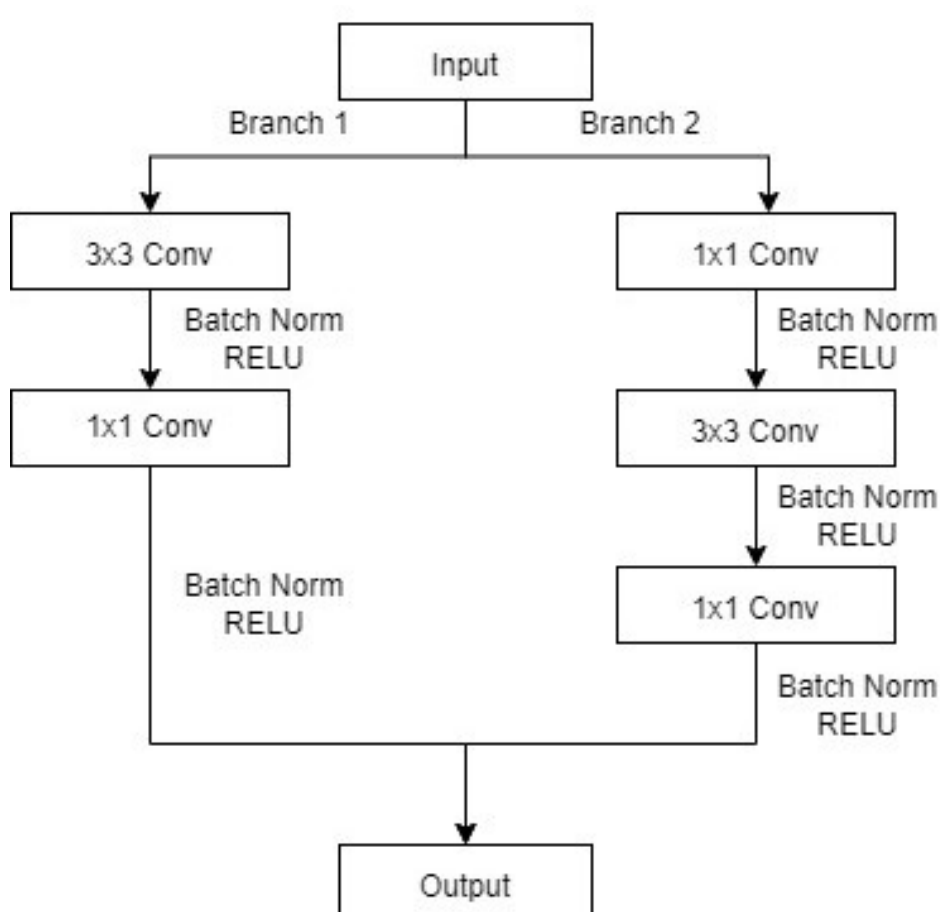 Input
Branch 1
Branch 2
3x3 Conv
1x1 Conv
Batch Norm
RELU
Batch Norm
RELU
1x1 Conv
3x3 Conv
Batch Norm
RELU
Batch Norm
RELU
1x1 Conv
Batch Norm
RELU
Output